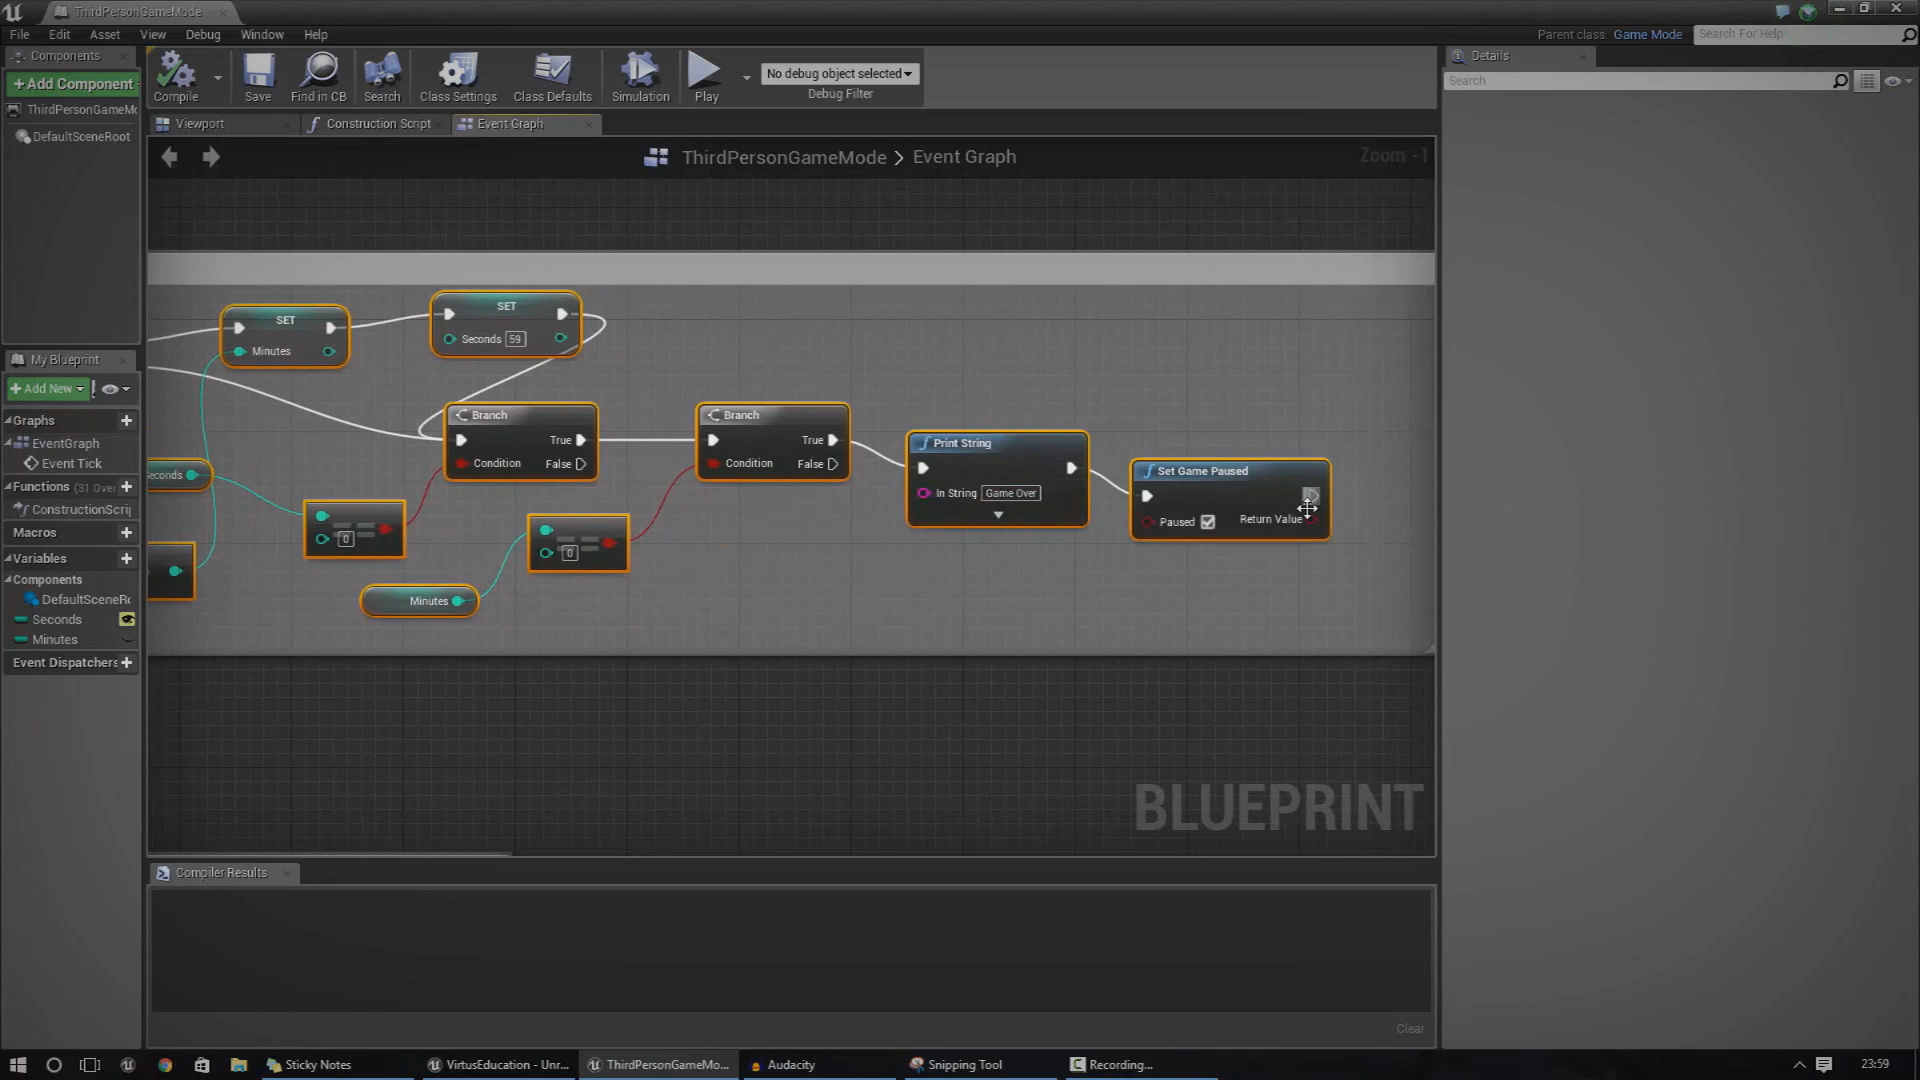 ThirdPersonGameMode
File Edit Asset View Debug Window Help
Parent class: Game Mode
Search For Help
Components
+Add Component
ThirdPersonGameMo
DefaultSceneRoot
Compile Save Find in CB Search Class Settings Class Defaults Simulation Play
No debug object selected
Debug Filter
Details
Search
Viewport Construction Script Event Graph
ThirdPersonGameMode > Event Graph
Zoom -1
SET
Minutes
SET
Seconds 59
Branch
True
Condition False
Branch
True
Condition False
Print String
In String Game Over
Set Game Paused
Paused Return Value
econds
0
0
Minutes
BLUEPRINT
My Blueprint
+Add New
Graphs
EventGraph
Event Tick
Functions (31 Over
ConstructionScrip
Macros
Variables
Components
DefaultSceneRo
Seconds
Minutes
Event Dispatchers
Compiler Results
Clear
Sticky Notes
VirtusEducation - Unr...
ThirdPersonGameMo...
Audacity
Snipping Tool
Recording...
23:59